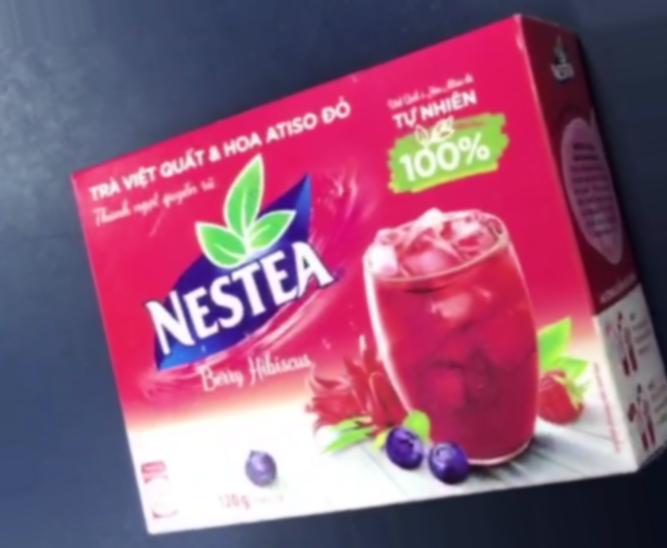 TRÀ VIỆT QUẤT & HOA ATISO ĐỎ
Thanh ngọt quyến rũ
TỰ NHIÊN
100%
NESTEA
Berry Hibiscus
120g